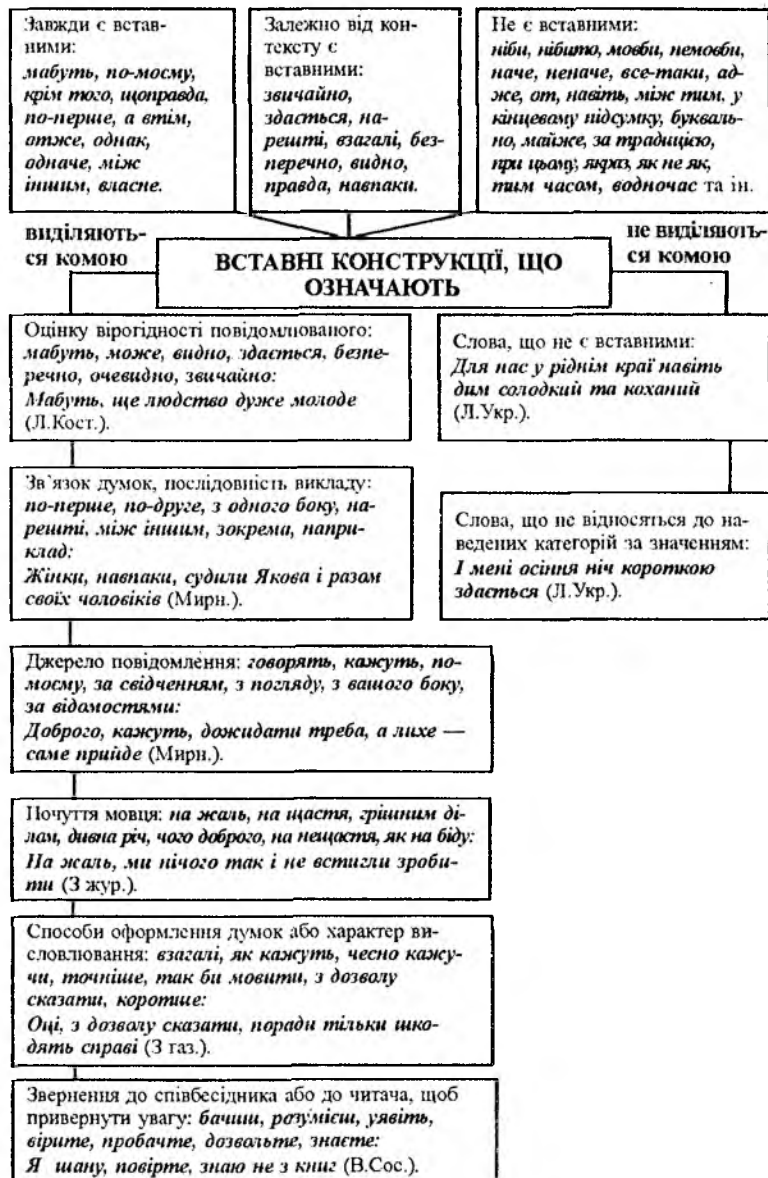 Завжди є встав-
ними:
мабуть, по-моєму,
крім того, щоправда,
по-перше, а втім,
отже, однак,
одначе, між
іншим, власне.
Залежно від кон-
тексту є
вставними:
звичайно,
здається, на-
решті, взагалі, без-
перечно, видно,
правда, навпаки.
Не є вставними:
ніби, нібито, мовби, немовби,
наче, неначе, все-таки, ад-
же, от, навіть, між тим, у
кінцевому підсумку, букваль-
но, майже, за традицією,
при цьому, якраз, як не як,
тим часом, водночас та ін.
виділяють-
ся комою
ВСТАВНІ КОНСТРУКЦІЇ, ЩО
ОЗНАЧАЮТЬ
не виділяють-
ся комою
Оцінку вірогідності повідомлюваного:
мабуть, може, видно, здається, безпе-
речно, очевидно, звичайно:
Мабуть, ще людство дуже молоде
(Л.Кост.).
Слова, що не є вставними:
Для нас у ріднім краї навіть
дим солодкий та коханий
(Л.Укр.).
Зв'язок думок, послідовність викладу:
по-перше, по-друге, з одного боку, на-
решті, між іншим, зокрема, напри-
клад:
Жінки, навпаки, судили Якова і разом
своїх чоловіків (Мирн.).
Слова, що не відносяться до на-
ведених категорій за значенням:
І мені осіння ніч короткою
здається (Л.Укр.).
Джерело повідомлення: говорять, кажуть, по-
моєму, за свідченням, з погляду, з вашого боку,
за відомостями:
Доброго, кажуть, дожидати треба, а лихе —
саме прийде (Мирн.).
Почуття мовця: на жаль, на щастя, грішним ді-
лом, дивна річ, чого доброго, на нещастя, як на біду:
На жаль, ми нічого так і не встигли зроби-
ти (З жур.).
Способи оформлення думок або характер ви-
словлювання: взагалі, як кажуть, чесно кажу-
чи, точніше, так би мовити, з дозволу
сказати, коротше:
Оці, з дозволу сказати, поради тільки шко-
дять справі (З газ.).
Звернення до співбесідника або до читача, щоб
привернути увагу: бачиш, розумієш, уявіть,
вірите, пробачте, дозвольте, знаєте:
Я шану, повірте, знаю не з книг (В.Сос.).